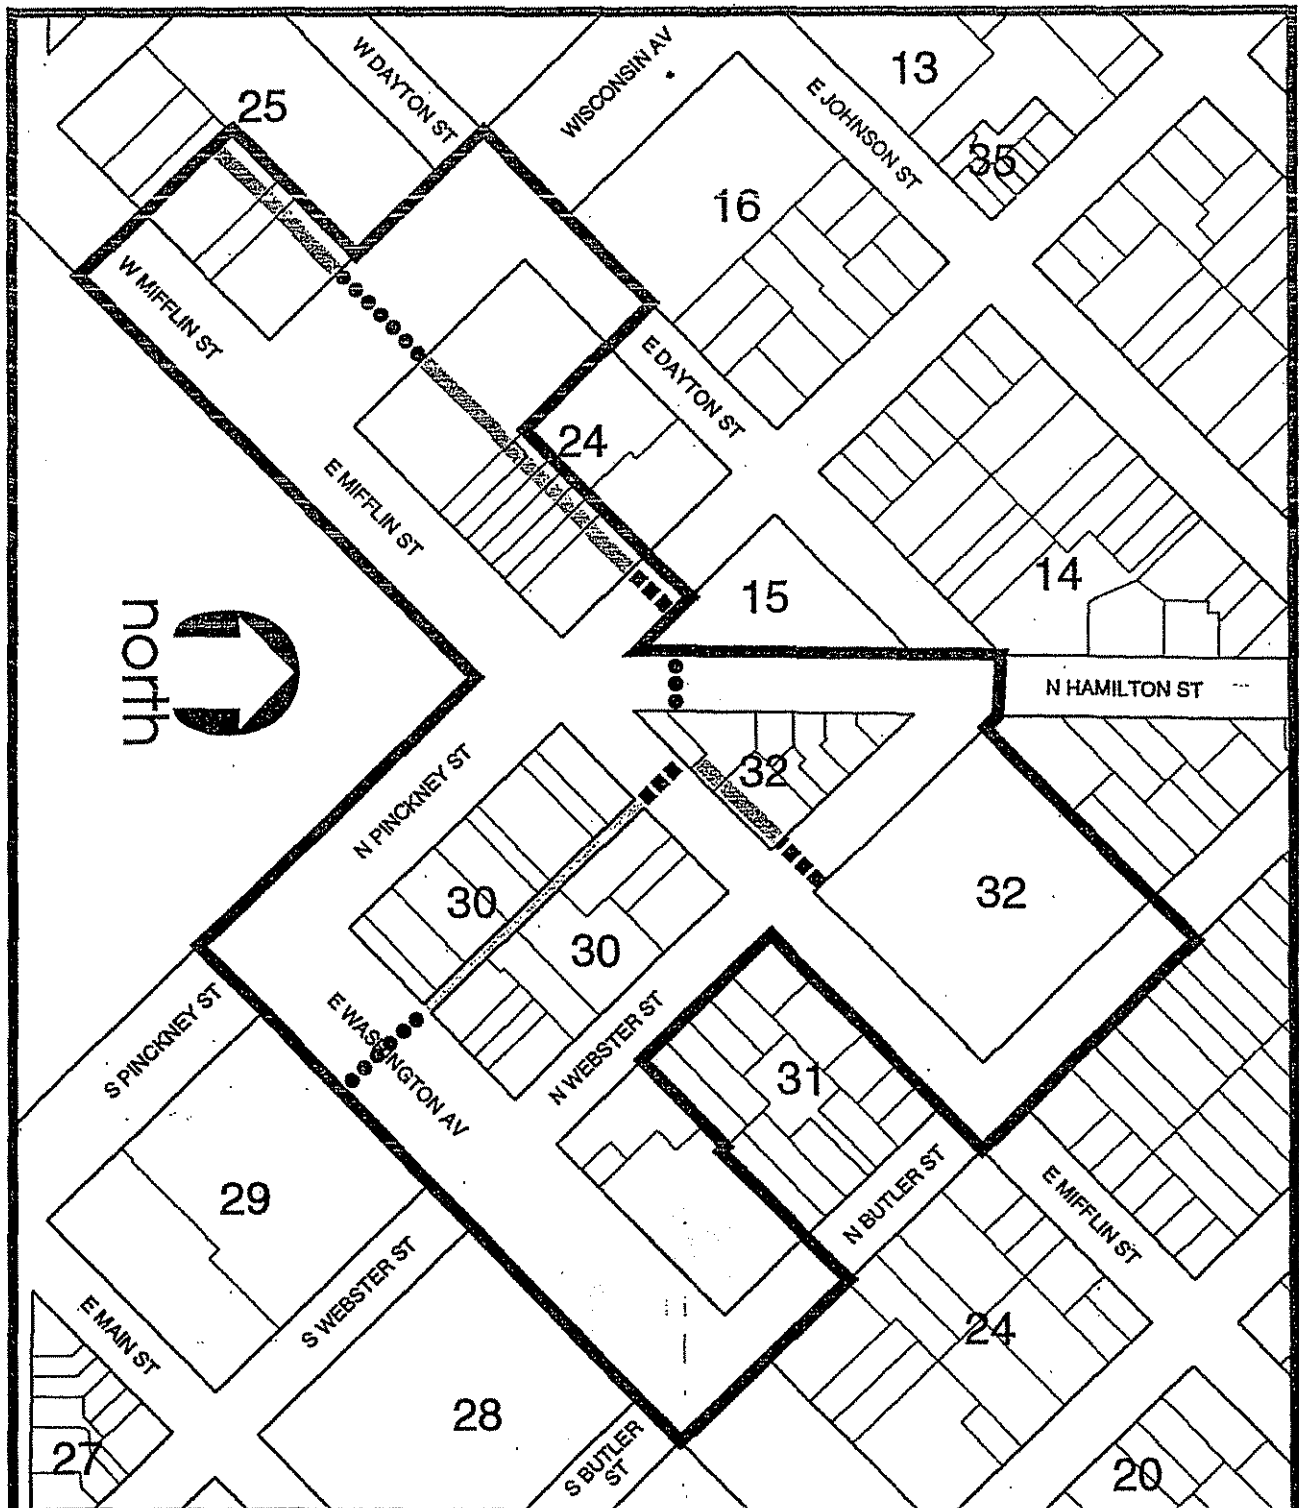 13
25
W DAYTON ST
WISCONSIN AV
E JOHNSON ST
35
16
W MIFFLIN ST
E DAYTON ST
24
E MIFFLIN ST
14
15
north
N HAMILTON ST
N PINCKNEY ST
32
30
32
30
S PINCKNEY ST
E WASHINGTON AV
N WEBSTER ST
31
29
N BUTLER ST
E MIFFLIN ST
S WEBSTER ST
E MAIN ST
24
28
27
S BUTLER
ST
20